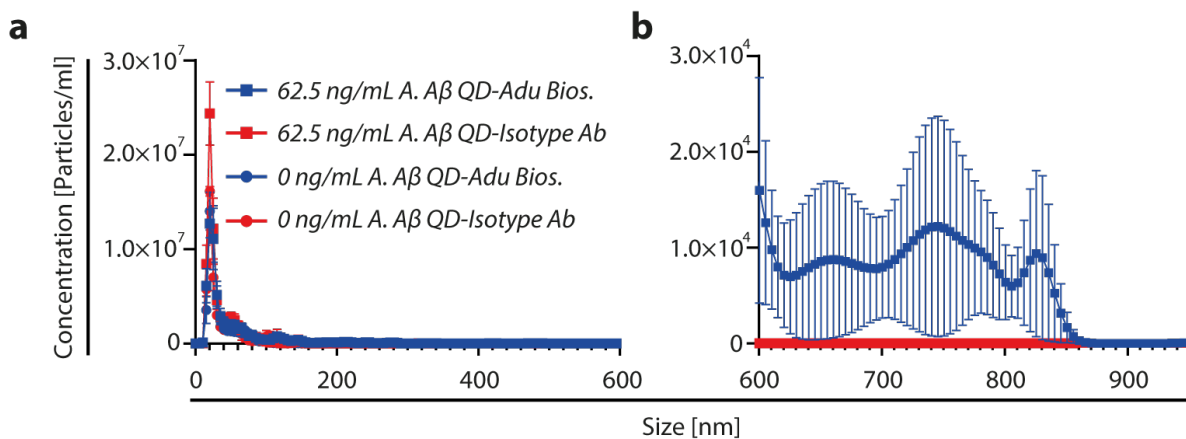 a
b
Concentration [Particles/ml]
3.0×10⁷
2.0×10⁷
1.0×10⁷
0
62.5 ng/mL A. Aβ QD-Adu Bios.
62.5 ng/mL A. Aβ QD-Isotype Ab
0 ng/mL A. Aβ QD-Adu Bios.
0 ng/mL A. Aβ QD-Isotype Ab
0 200 400 600
3.0×10⁴
2.0×10⁴
1.0×10⁴
0
600 700 800 900
Size [nm]